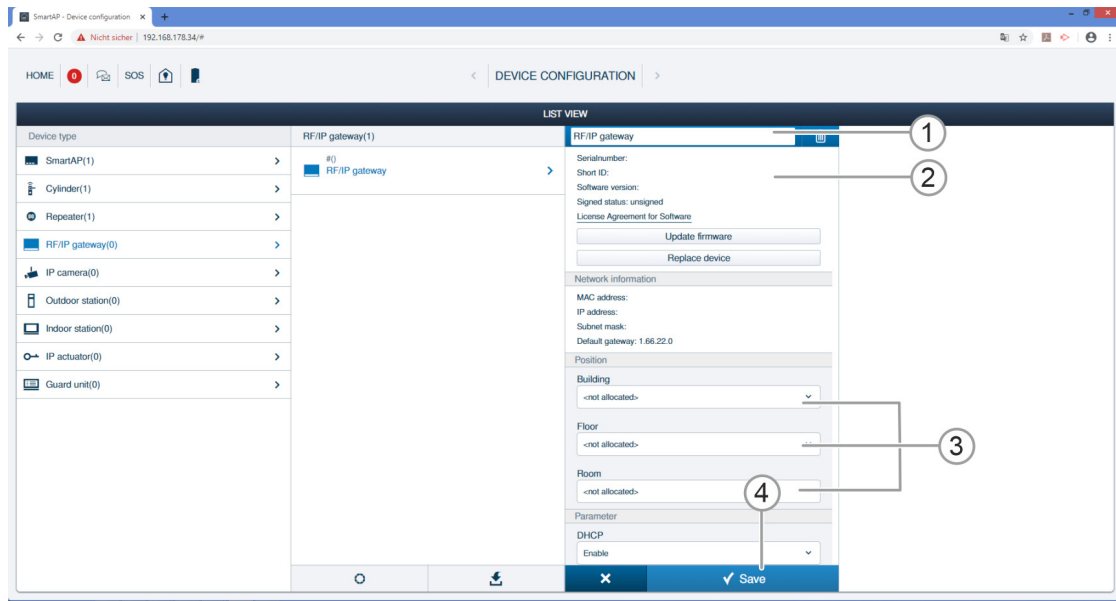 SmartAP - Device configuration
Nicht sicher | 192.168.178.34/#
HOME 0 SOS
DEVICE CONFIGURATION
LIST VIEW
Device type
SmartAP(1)
Cylinder(1)
Repeater(1)
RF/IP gateway(0)
IP camera(0)
Outdoor station(0)
Indoor station(0)
IP actuator(0)
Guard unit(0)
RF/IP gateway(1)
#()
RF/IP gateway
RF/IP gateway
1
Serialnumber:
Short ID:
2
Software version:
Signed status: unsigned
License Agreement for Software
Update firmware
Replace device
Network information
MAC address:
IP address:
Subnet mask:
Default gateway: 1.66.22.0
Position
Building
<not allocated>
Floor
<not allocated>
3
Room
<not allocated>
4
Parameter
DHCP
Enable
Save